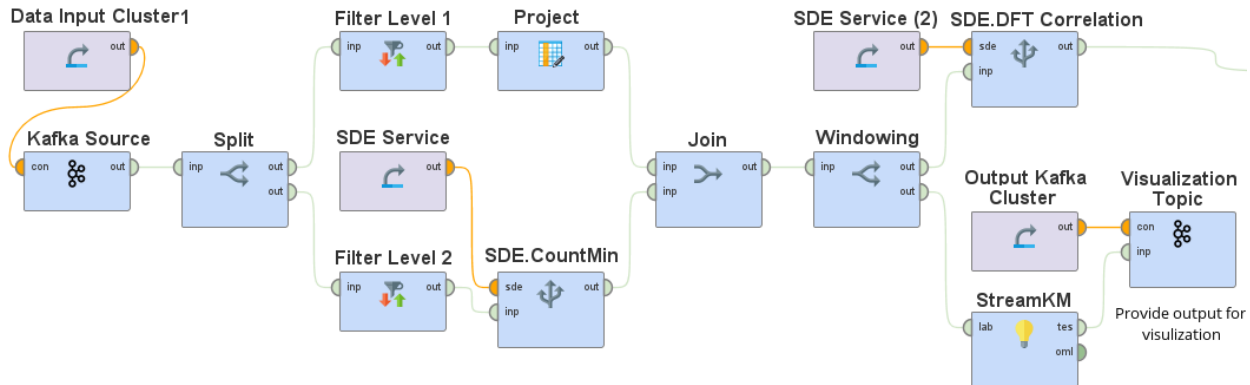 Data Input Cluster1
out
Filter Level 1
inp out
Project
inp out
SDE Service (2)
out
SDE.DFT Correlation
sde out
inp
Kafka Source
con out
Split
inp out
out
SDE Service
out
Join
inp out
inp
Windowing
inp out
out
Output Kafka
Cluster
out
Visualization
Topic
con
inp
Filter Level 2
inp out
SDE.CountMin
sde out
inp
StreamKM
lab tes
oml
Provide output for
visulization